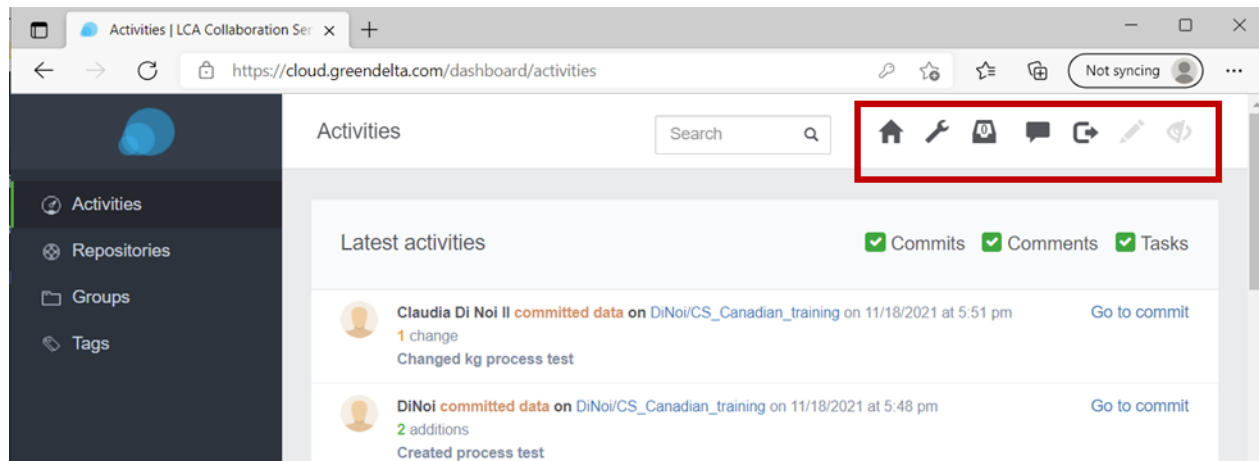 Activities | LCA Collaboration Ser
https://cloud.greendelta.com/dashboard/activities
Not syncing
Activities
Search
0
Activities
Repositories
Groups
Tags
Latest activities
Commits
Comments
Tasks
Claudia Di Noi II committed data on DiNoi/CS_Canadian_training on 11/18/2021 at 5:51 pm
Go to commit
1 change
Changed kg process test
DiNoi committed data on DiNoi/CS_Canadian_training on 11/18/2021 at 5:48 pm
Go to commit
2 additions
Created process test